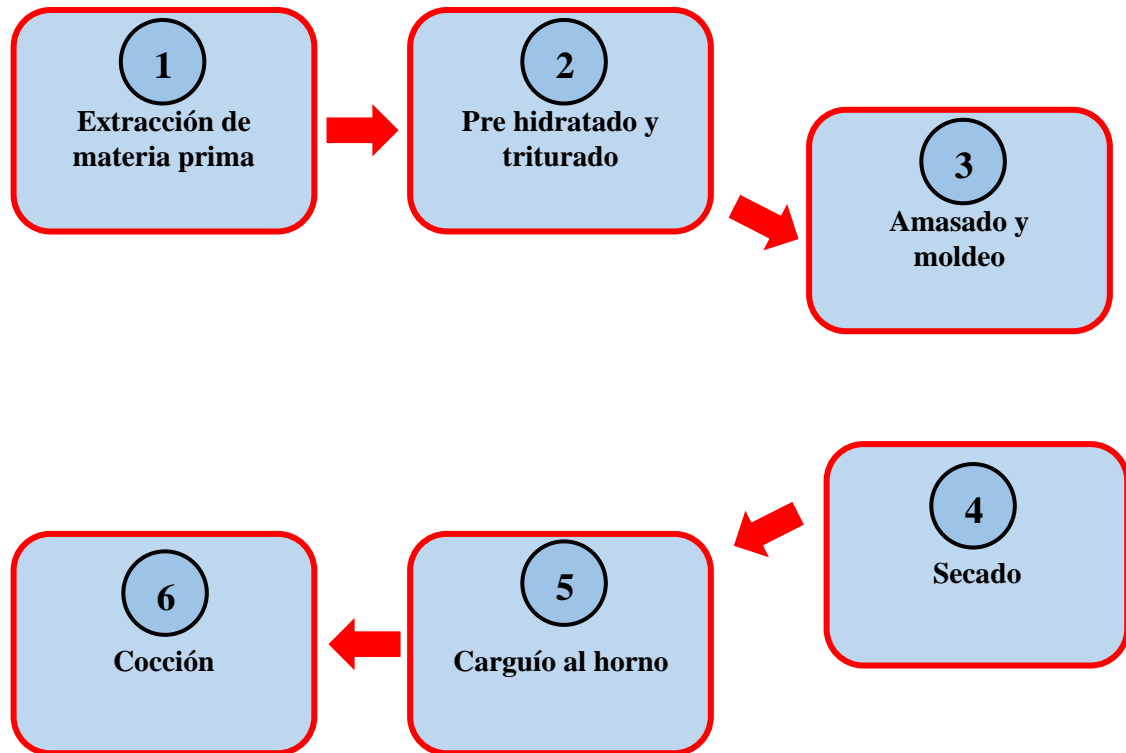 1
Extracción de
materia prima
2
Pre hidratado y
triturado
3
Amasado y
moldeo
4
Secado
5
Carguío al horno
6
Cocción